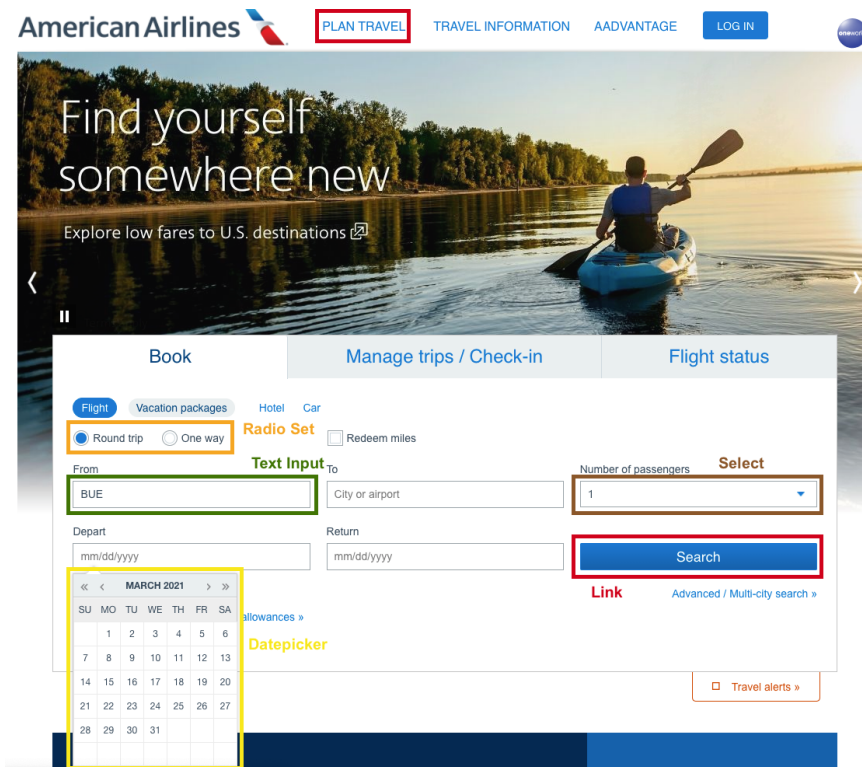 American Airlines PLAN TRAVEL TRAVEL INFORMATION AADVANTAGE LOG IN
Find yourself
somewhere new
Explore low fares to U.S. destinations
Book Manage trips / Check-in Flight status
Flight Vacation packages Hotel Car
Round trip One way Radio Set Redeem miles
From Text Input To Number of passengers Select
BUE City or airport 1
Depart Return
mm/dd/yyyy mm/dd/yyyy Search
« ‹ MARCH 2021 › » Link Advanced / Multi-city search »
SU MO TU WE TH FR SA allowances »
1 2 3 4 5 6
Datepicker
7 8 9 10 11 12 13
14 15 16 17 18 19 20
Travel alerts »
21 22 23 24 25 26 27
28 29 30 31